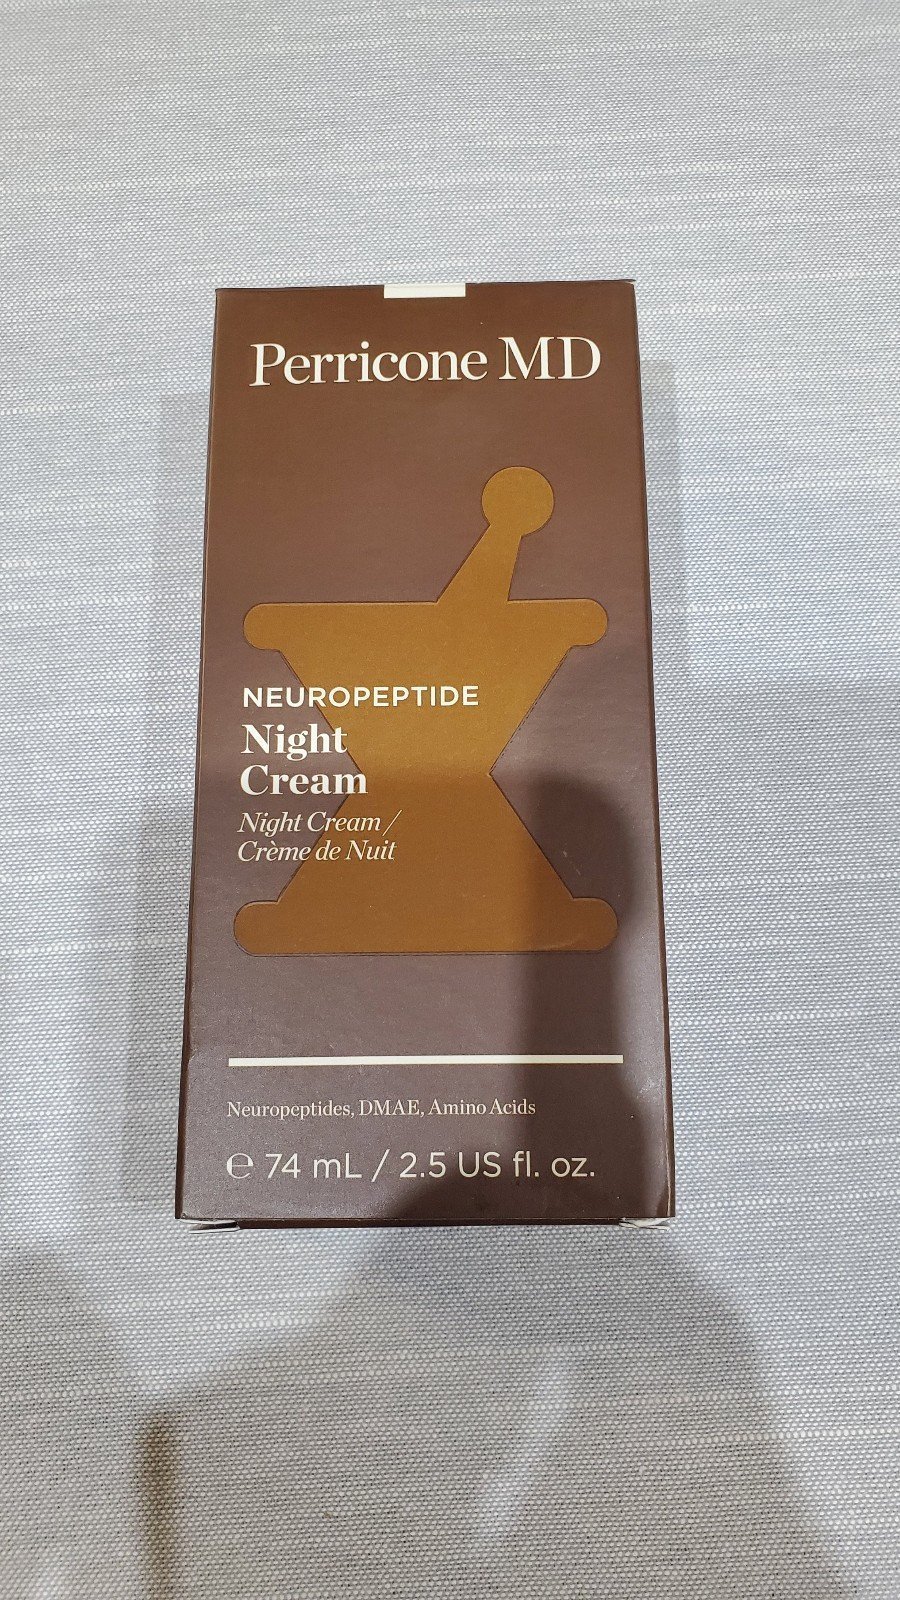 Perricone MD
NEUROPEPTIDE
Night
Cream
Night Cream /
Crème de Nuit
Neuropeptides, DMAE, Amino Acids
℮ 74 mL / 2.5 US fl. oz.